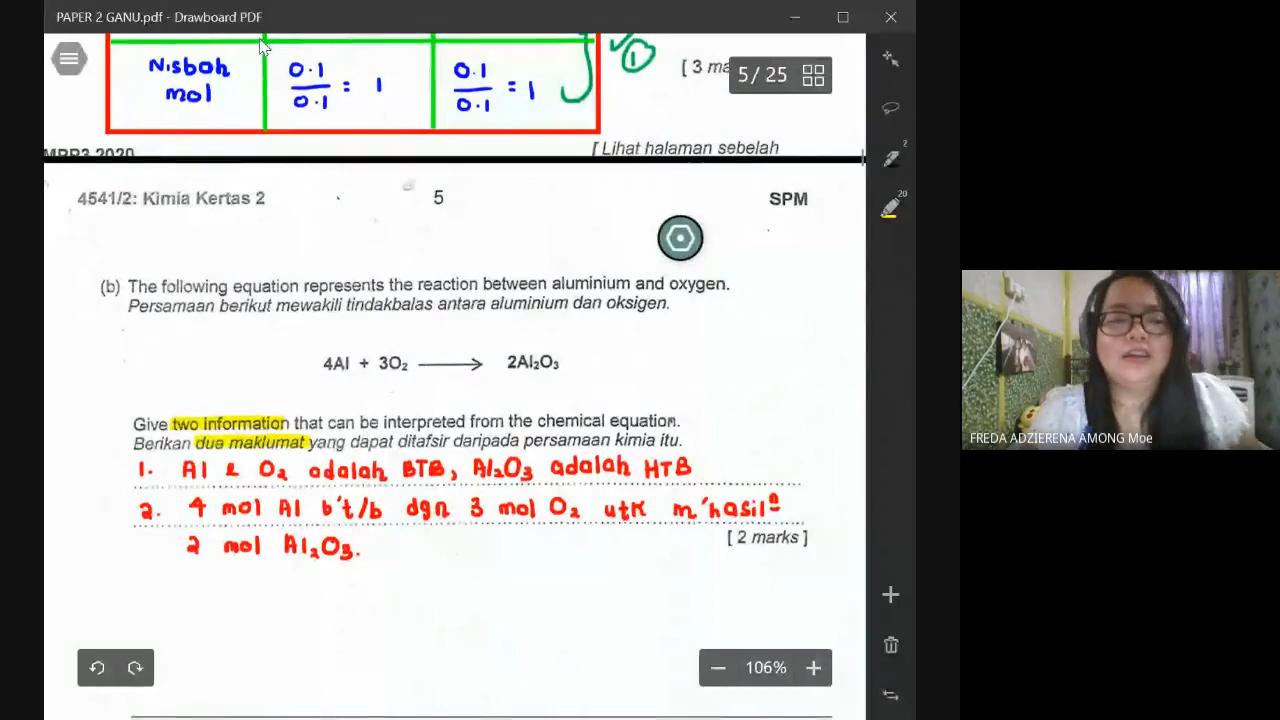 PAPER 2 GANU.pdf - Drawboard PDF
Nisbah mol
0.1/0.1 = 1
0.1/0.1 = 1
1
[ 3 ma
5 / 25
[ Lihat halaman sebelah
MPP3 2020
4541/2: Kimia Kertas 2 5 SPM
(b) The following equation represents the reaction between aluminium and oxygen.
Persamaan berikut mewakili tindakbalas antara aluminium dan oksigen.
4Al + 3O₂ ⟶ 2Al₂O₃
Give two information that can be interpreted from the chemical equation.
Berikan dua maklumat yang dapat ditafsir daripada persamaan kimia itu.
1. Al & O₂ adalah BTB, Al₂O₃ adalah HTB
2. 4 mol Al b't/b dgn 3 mol O₂ utk m'hasilⁿ
2 mol Al₂O₃.
[ 2 marks ]
106%
2
20
FREDA ADZIERENA AMONG Moe